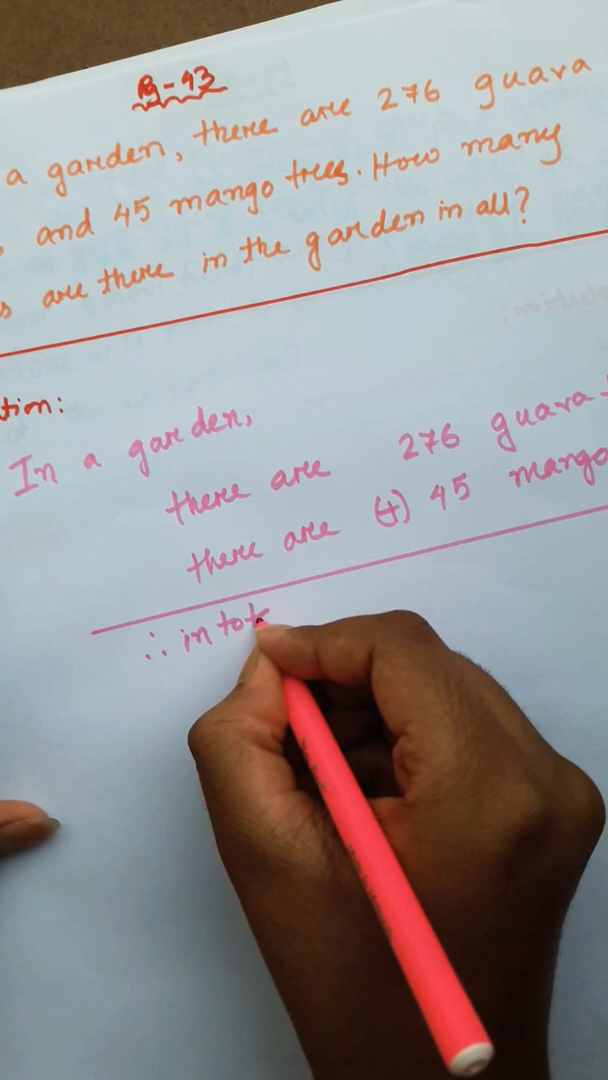 Pg-43
a garden, there are 276 guava
and 45 mango trees. How many
s are there in the garden in all?
tion:
In a garden,
there are 276 guava
there are (+) 45 mango
∴ in tot